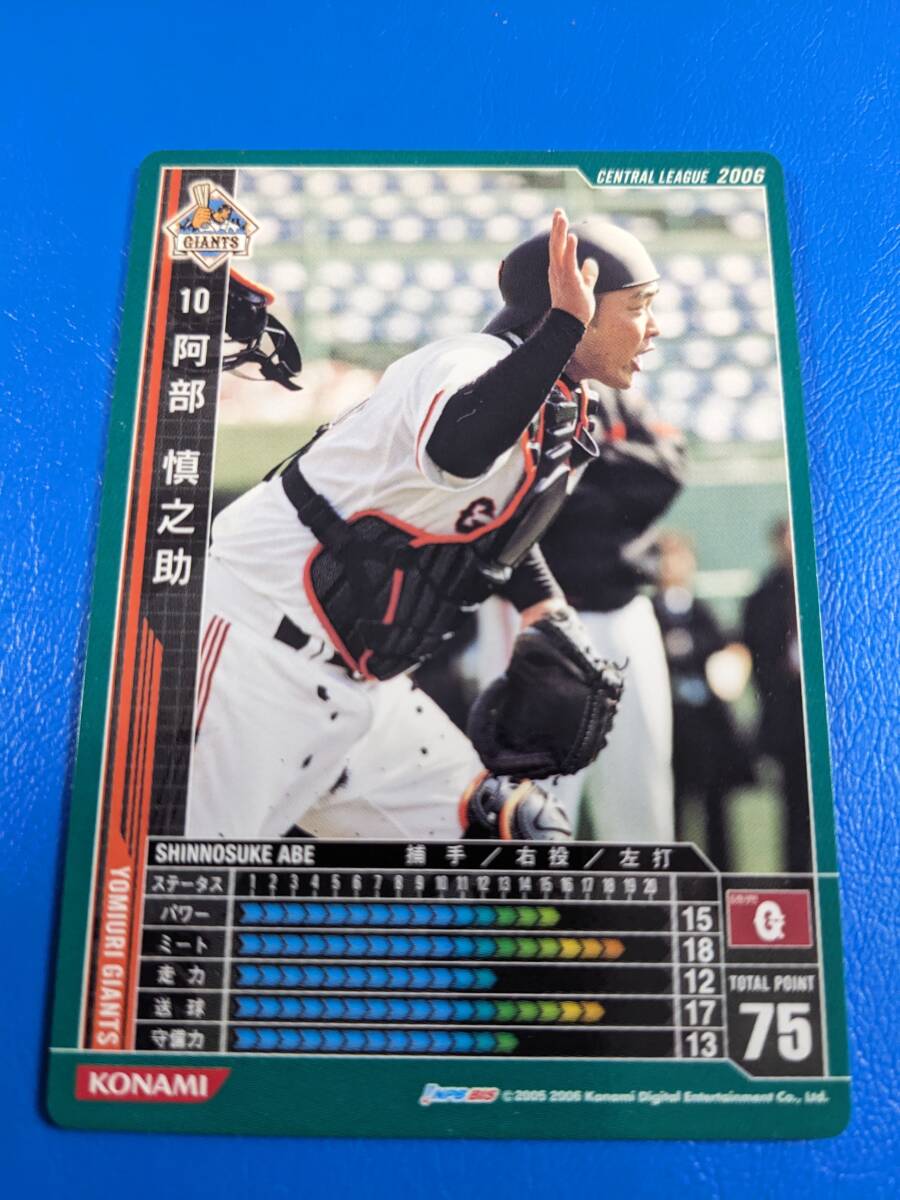 CENTRAL LEAGUE 2006
GIANTS
10 阿部 慎之助
YOMIURI GIANTS
SHINNOSUKE ABE 捕手/右投/左打
ステータス 1 2 3 4 5 6 7 8 9 10 11 12 13 14 15 16 17 18 19 20
パワー 15
ミート 18
走力 12
送球 17
守備力 13
TOTAL POINT
75
KONAMI
NPB BIS ©2005 2006 Konami Digital Entertainment Co., Ltd.